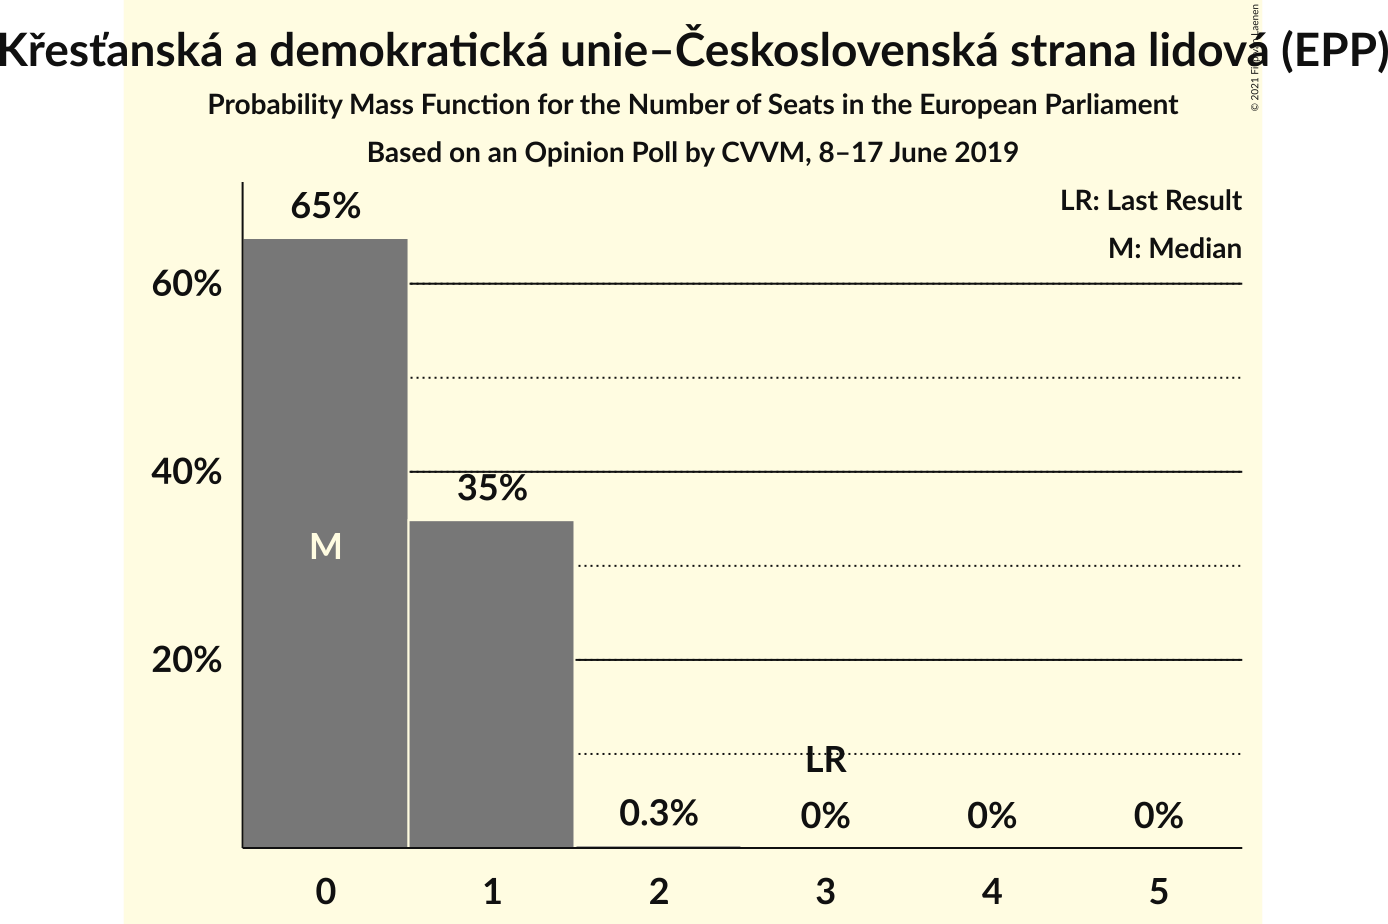 Křesťanská a demokratická unie–Československá strana lidová (EPP)
Probability Mass Function for the Number of Seats in the European Parliament
Based on an Opinion Poll by CVVM, 8–17 June 2019
© 2021 Laenen
LR: Last Result
M: Median
65%
60%
40%
35%
M
20%
LR
0.3% 0% 0% 0%
0 1 2 3 4 5